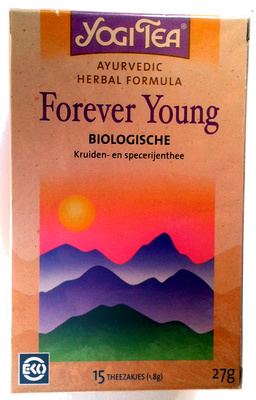 YOGI TEA®
AYURVEDIC
HERBAL FORMULA
Forever Young
BIOLOGISCHE
Kruiden- en specerijenthee
EKO
15 THEEZAKJES (1.8g)
27g